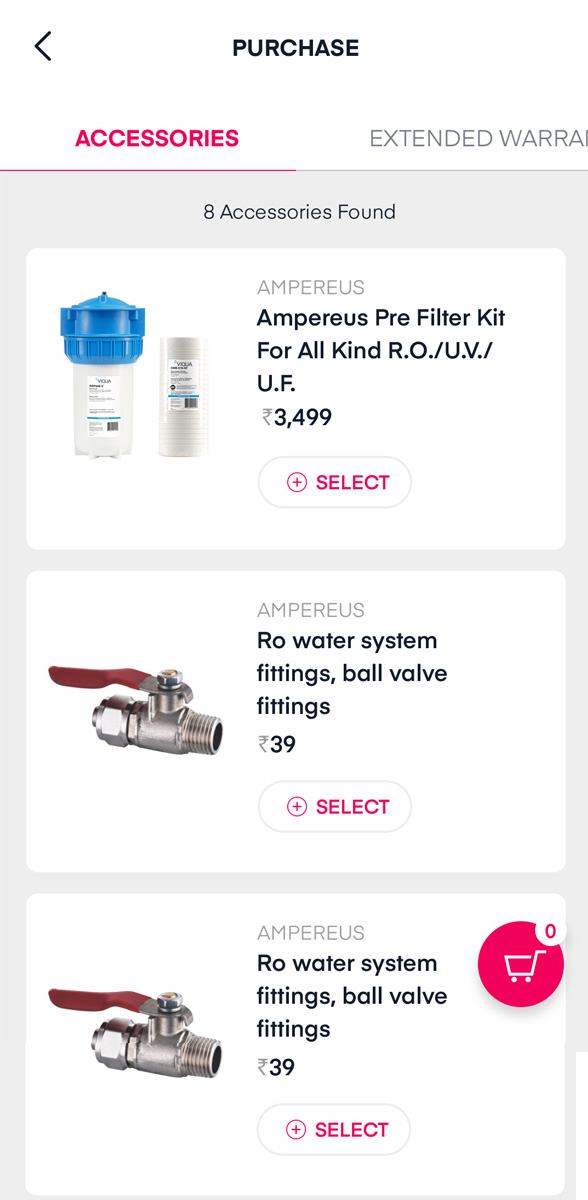 PURCHASE
ACCESSORIES
EXTENDED WARRA
8 Accessories Found
VIQUA
VIQUA
AMPEREUS
Ampereus Pre Filter Kit
For All Kind R.O./U.V./
U.F.
₹3,499
SELECT
AMPEREUS
Ro water system
fittings, ball valve
fittings
₹39
SELECT
0
AMPEREUS
Ro water system
fittings, ball valve
fittings
₹39
SELECT